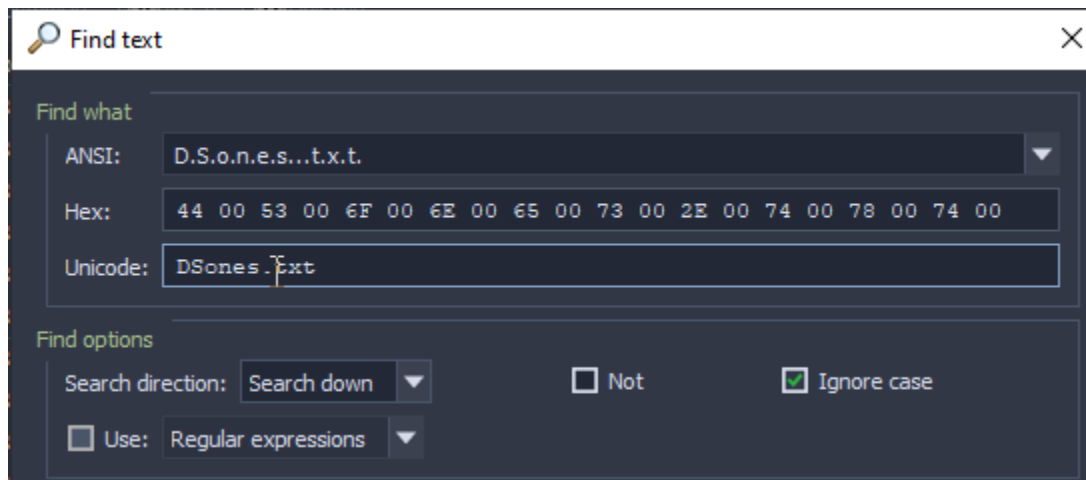 Find text
Find what
ANSI: D.S.o.n.e.s...t.x.t.
Hex: 44 00 53 00 6F 00 6E 00 65 00 73 00 2E 00 74 00 78 00 74 00
Unicode: DSones.txt
Find options
Search direction: Search down Not Ignore case
Use: Regular expressions